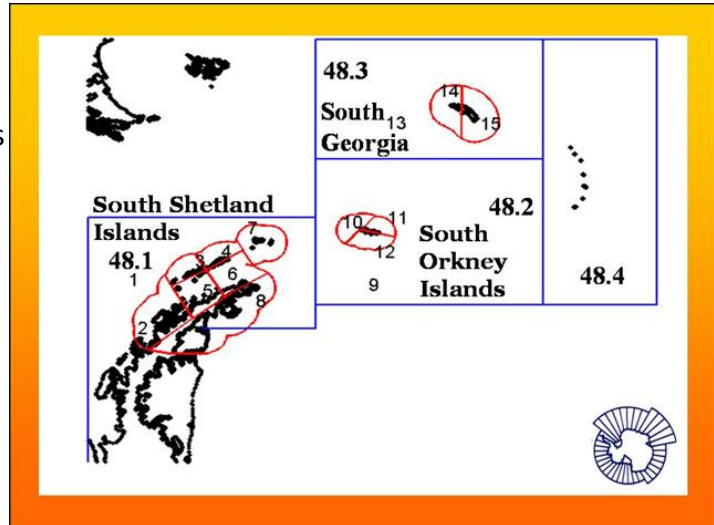 s
48.3
14
South
13
15
Georgia
South Shetland
Islands
48.2
10
11
7
48.1
4
South
3
12
1
6
Orkney
5
9
Islands
48.4
8
2